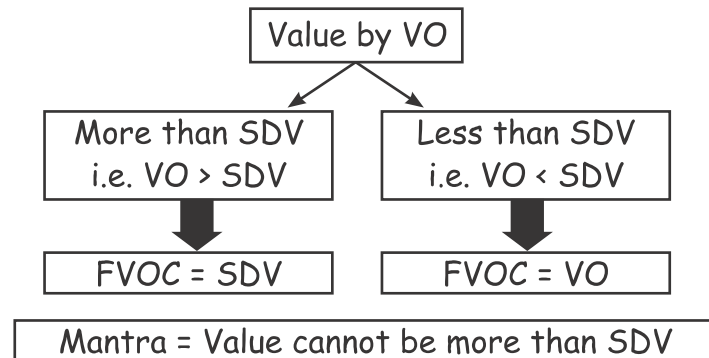 Value by VO
More than SDV
i.e. VO > SDV
Less than SDV
i.e. VO < SDV
FVOC = SDV
FVOC = VO
Mantra = Value cannot be more than SDV